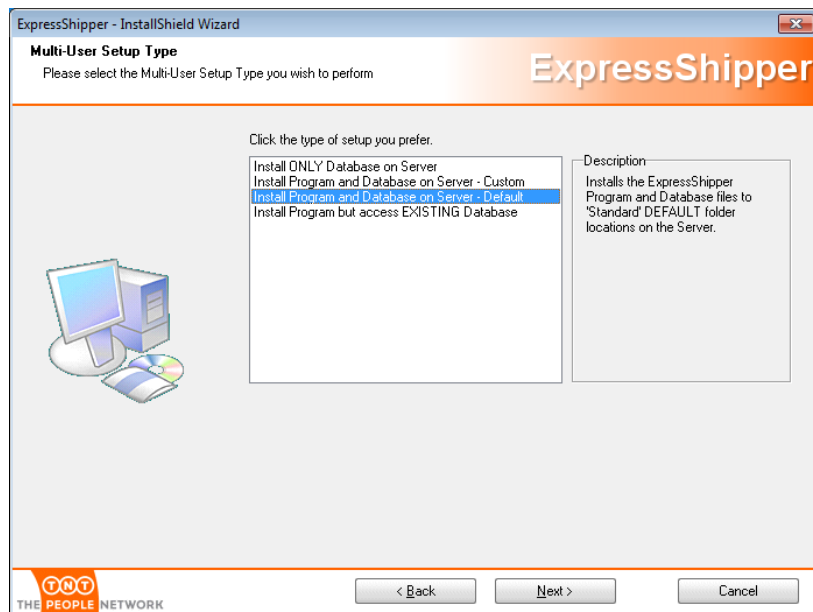 ExpressShipper - InstallShield Wizard
Multi-User Setup Type
Please select the Multi-User Setup Type you wish to perform
ExpressShipper
Click the type of setup you prefer.
Install ONLY Database on Server
Install Program and Database on Server - Custom
Install Program and Database on Server - Default
Install Program but access EXISTING Database
Description
Installs the ExpressShipper
Program and Database files to
'Standard' DEFAULT folder
locations on the Server.
TNT
THE PEOPLE NETWORK
< Back
Next >
Cancel